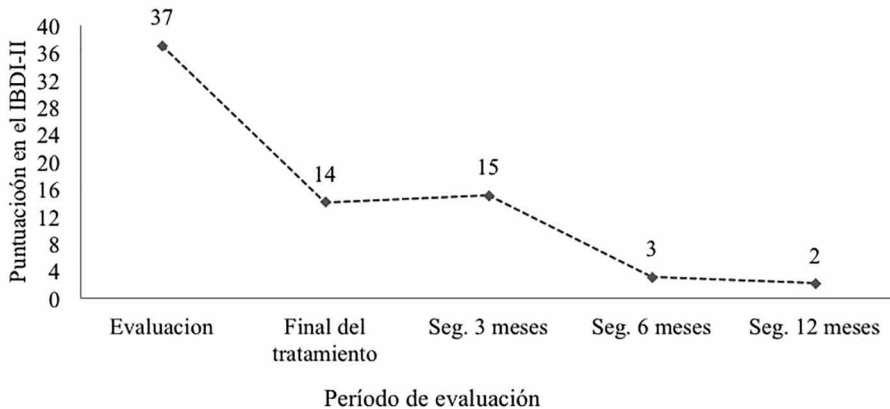 Puntuacioón en el IBDI-II
40
36
32
28
24
20
16
12
8
4
0
37
14
15
3
2
Evaluacion
Final del
tratamiento
Seg. 3 meses
Seg. 6 meses
Seg. 12 meses
Período de evaluación